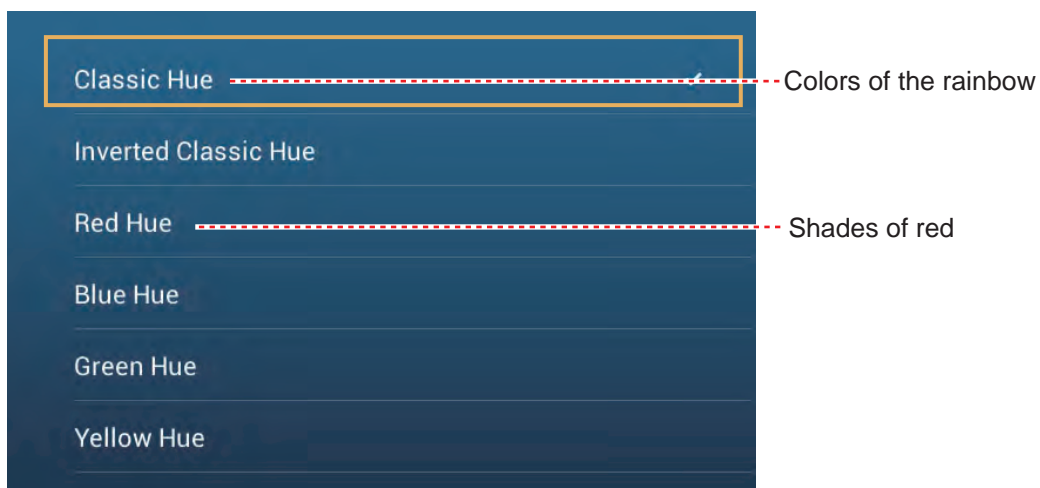 Classic Hue
Colors of the rainbow
Inverted Classic Hue
Red Hue
Shades of red
Blue Hue
Green Hue
Yellow Hue